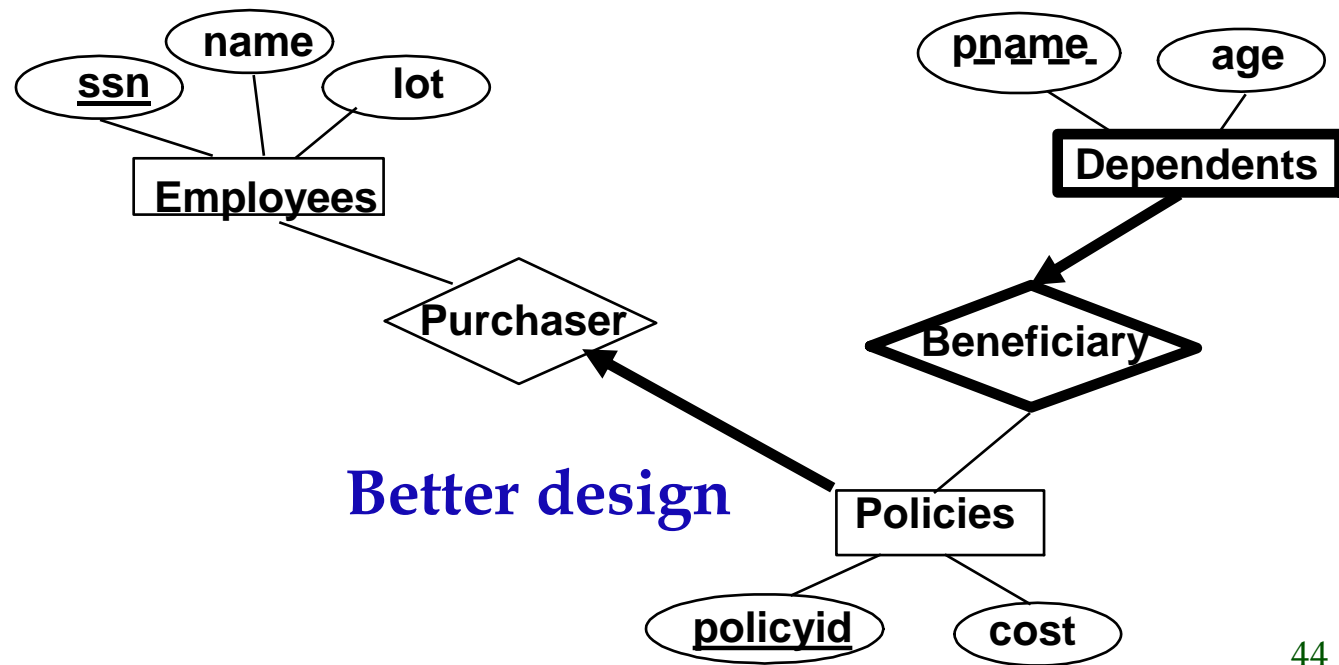 name
ssn
lot
pname
age
Employees
Dependents
Purchaser
Beneficiary
Better design
Policies
policyid
cost
44